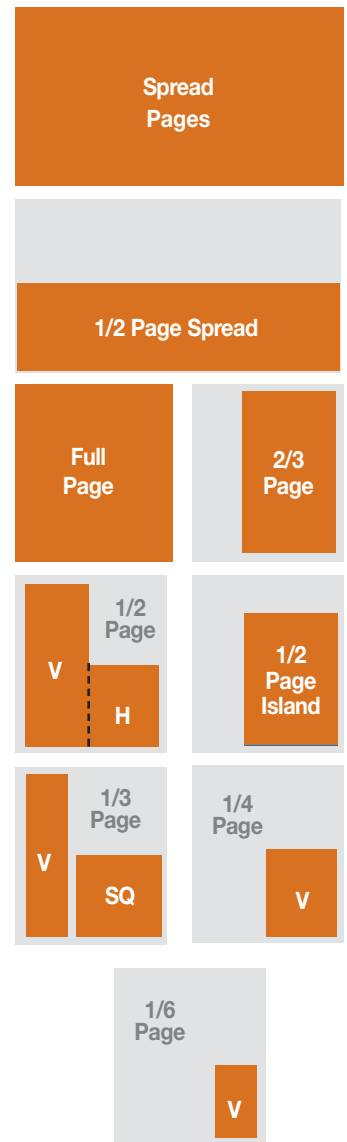 Spread
Pages
1/2 Page Spread
Full
Page
2/3
Page
1/2
Page
V
H
1/2
Page
Island
1/3
Page
V
SQ
1/4
Page
V
1/6
Page
V